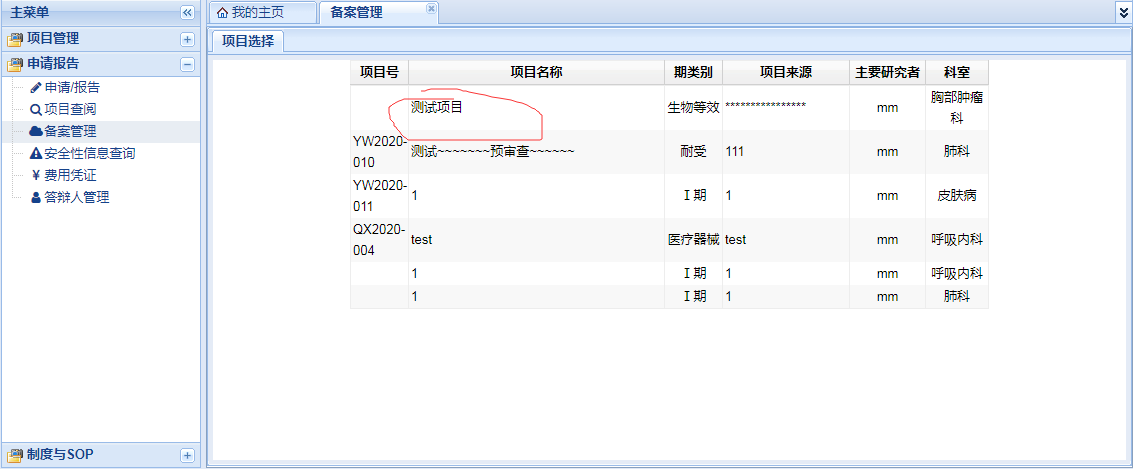 主菜单
我的主页
备案管理
项目管理
项目选择
申请报告
申请/报告
项目查阅
备案管理
安全性信息查询
费用凭证
答辩人管理
制度与SOP
项目号 项目名称 期类别 项目来源 主要研究者 科室
测试项目 生物等效 *************** mm 胸部肿瘤
科
YW2020-
010 测试~~~~~~~预审查~~~~~~ 耐受 111 mm 肺科
YW2020-
011 1 Ⅰ期 1 mm 皮肤病
QX2020-
004 test 医疗器械 test mm 呼吸内科
1 Ⅰ期 1 mm 呼吸内科
1 Ⅰ期 1 mm 肺科